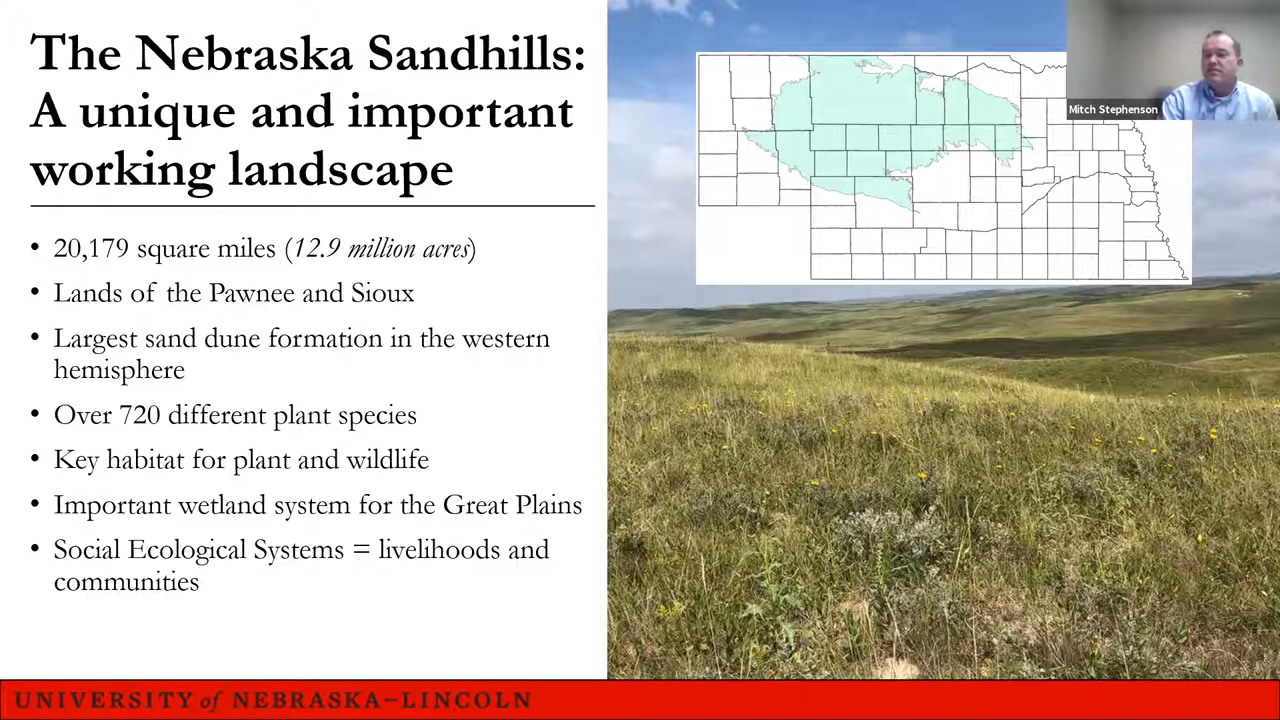 The Nebraska Sandhills:
A unique and important
working landscape
• 20,179 square miles (12.9 million acres)
• Lands of the Pawnee and Sioux
• Largest sand dune formation in the western
hemisphere
• Over 720 different plant species
• Key habitat for plant and wildlife
• Important wetland system for the Great Plains
• Social Ecological Systems = livelihoods and
communities
Mitch Stephenson
UNIVERSITY of NEBRASKA–LINCOLN